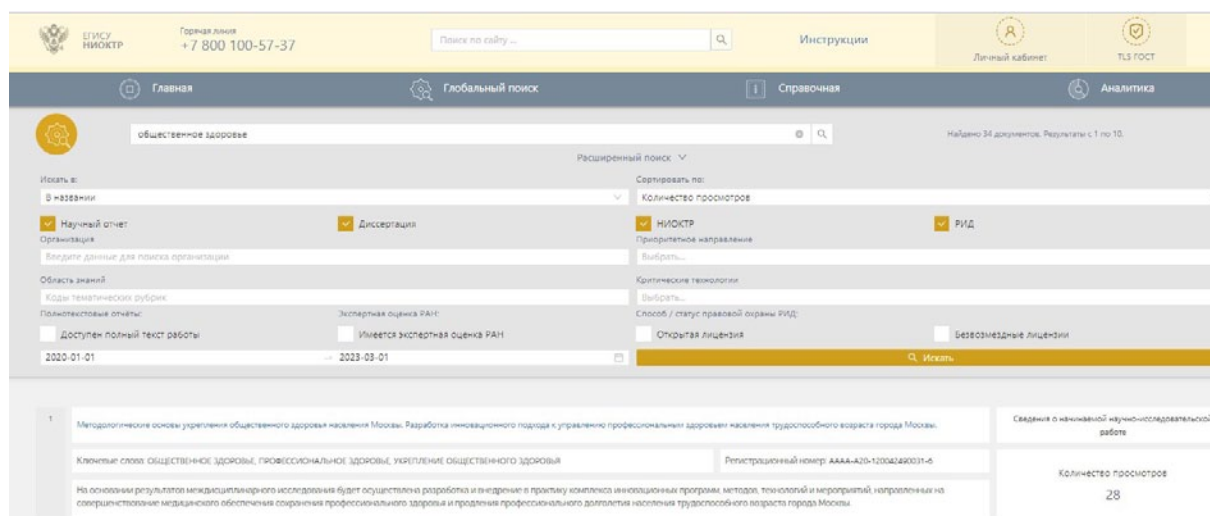 ЕГИСУ
НИОКТР
Горячая линия
+7 800 100-57-37
Поиск по сайту ...
Инструкции
Личный кабинет
TLS ГОСТ
Главная
Глобальный поиск
Справочная
Аналитика
общественное здоровье
Найдено 34 документов. Результаты с 1 по 10.
Расширенный поиск
Искать в:
Сортировать по:
В названии
Количество просмотров
Научный отчет
Диссертация
НИОКТР
РИД
Организация
Приоритетное направление
Введите данные для поиска организации
Выбрать...
Область знаний
Критические технологии
Коды тематических рубрик
Выбрать...
Полнотекстовые отчёты:
Экспертная оценка РАН:
Способ / статус правовой охраны РИД:
Доступен полный текст работы
Имеется экспертная оценка РАН
Открытая лицензия
Безвозмездные лицензии
2020-01-01 → 2023-03-01
Искать
1
Методологические основы укрепления общественного здоровья населения Москвы. Разработка инновационного подхода к управлению профессиональным здоровьем населения трудоспособного возраста города Москвы.
Сведения о начинаемой научно-исследовательской
работе
Ключевые слова: ОБЩЕСТВЕННОЕ ЗДОРОВЬЕ, ПРОФЕССИОНАЛЬНОЕ ЗДОРОВЬЕ, УКРЕПЛЕНИЕ ОБЩЕСТВЕННОГО ЗДОРОВЬЯ
Регистрационный номер: АААА-А20-120042490031-6
Количество просмотров
28
На основании результатов междисциплинарного исследования будет осуществлена разработка и внедрение в практику комплекса инновационных программ, методов, технологий и мероприятий, направленных на
совершенствование медицинского обеспечения сохранения профессионального здоровья и продления профессионального долголетия населения трудоспособного возраста города Москвы.